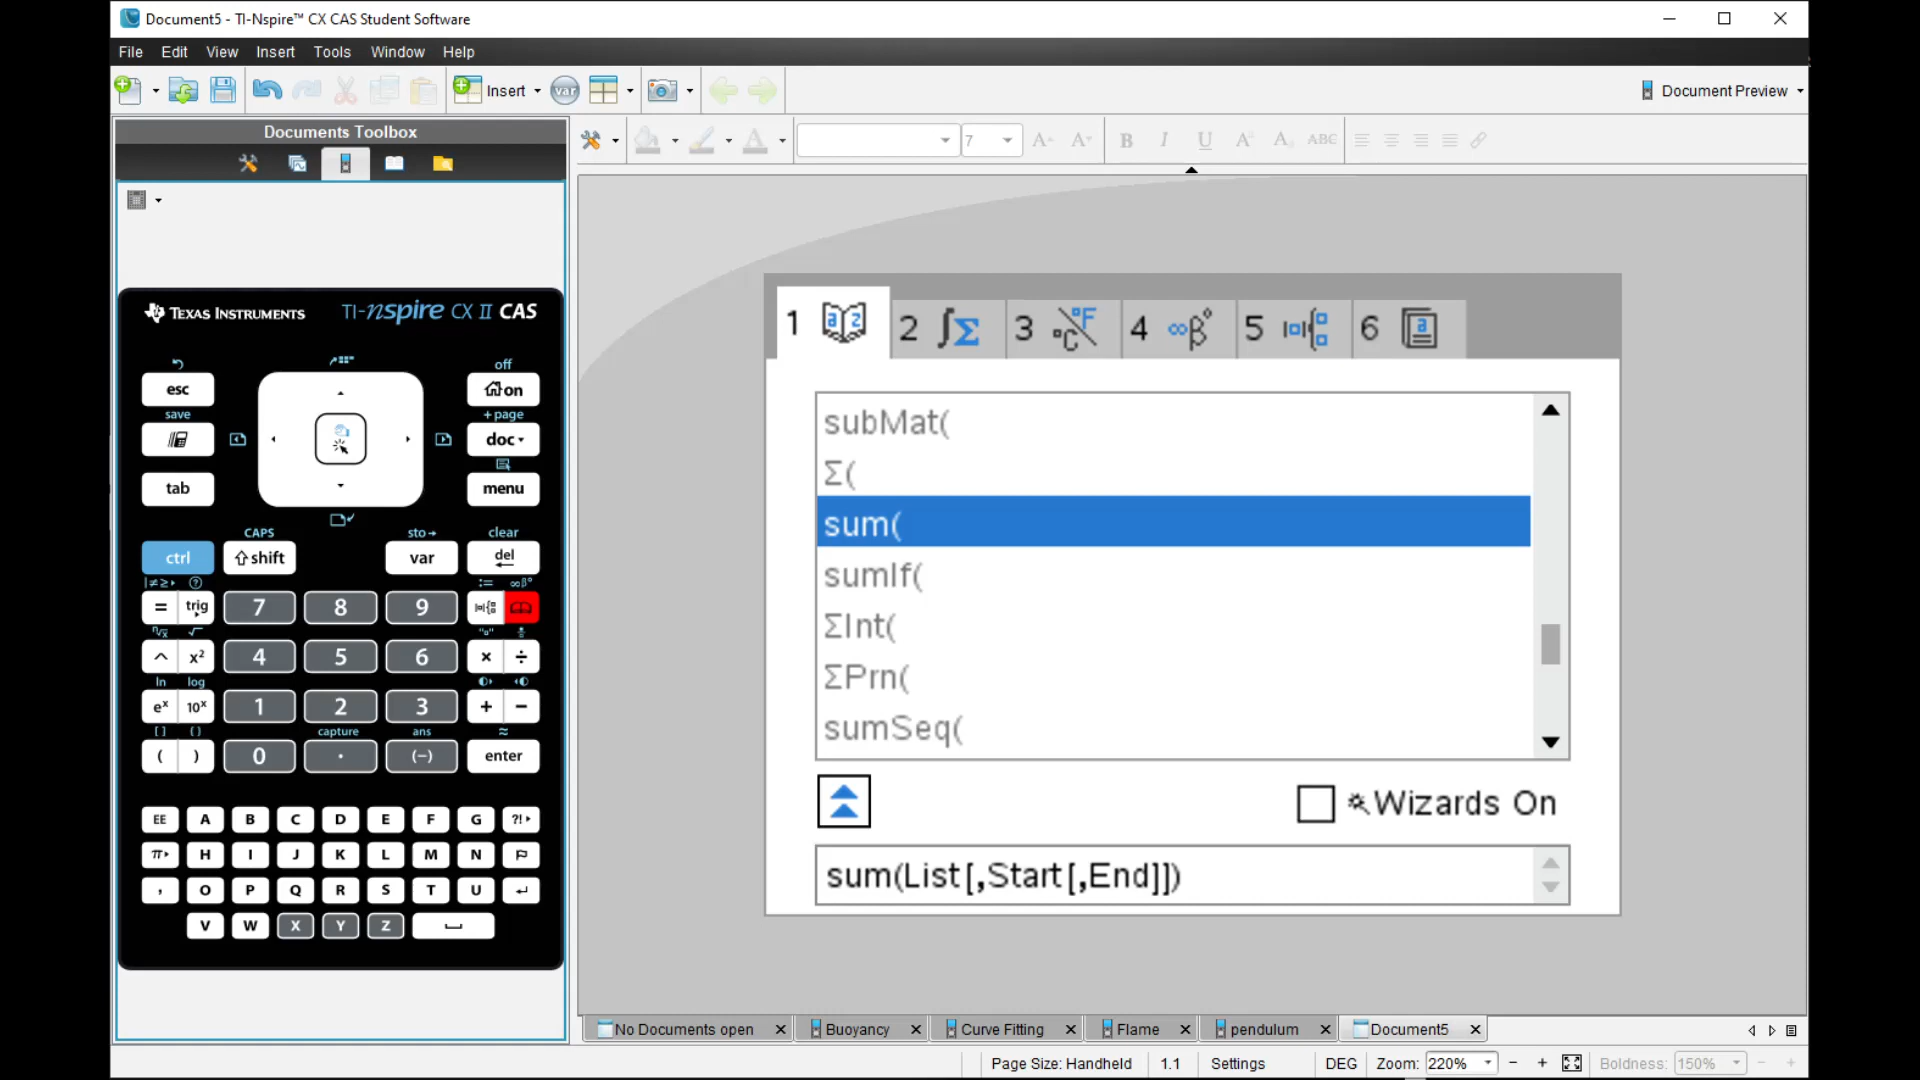 Document5 - TI-Nspire™ CX CAS Student Software
File Edit View Insert Tools Window Help
Insert var Document Preview
Documents Toolbox
7 B I U ABC
TEXAS INSTRUMENTS TI-nspire CX II CAS
off
esc on
save + page
doc
tab menu
CAPS sto→ clear
ctrl shift var del
= trig 7 8 9
^ x² 4 5 6 × ÷
ln log
eˣ 10ˣ 1 2 3 + −
[ ] { } capture ans ≈
( ) 0 . (−) enter
EE A B C D E F G ?!
π H I J K L M N
, O P Q R S T U
V W X Y Z
1 2 ∫Σ 3 °C °F 4 ∞β° 5 6
subMat(
Σ(
sum(
sumIf(
ΣInt(
ΣPrn(
sumSeq(
Wizards On
sum(List[,Start[,End]])
No Documents open Buoyancy Curve Fitting Flame pendulum Document5
Page Size: Handheld 1.1 Settings DEG Zoom: 220% − + Boldness: 150% − +